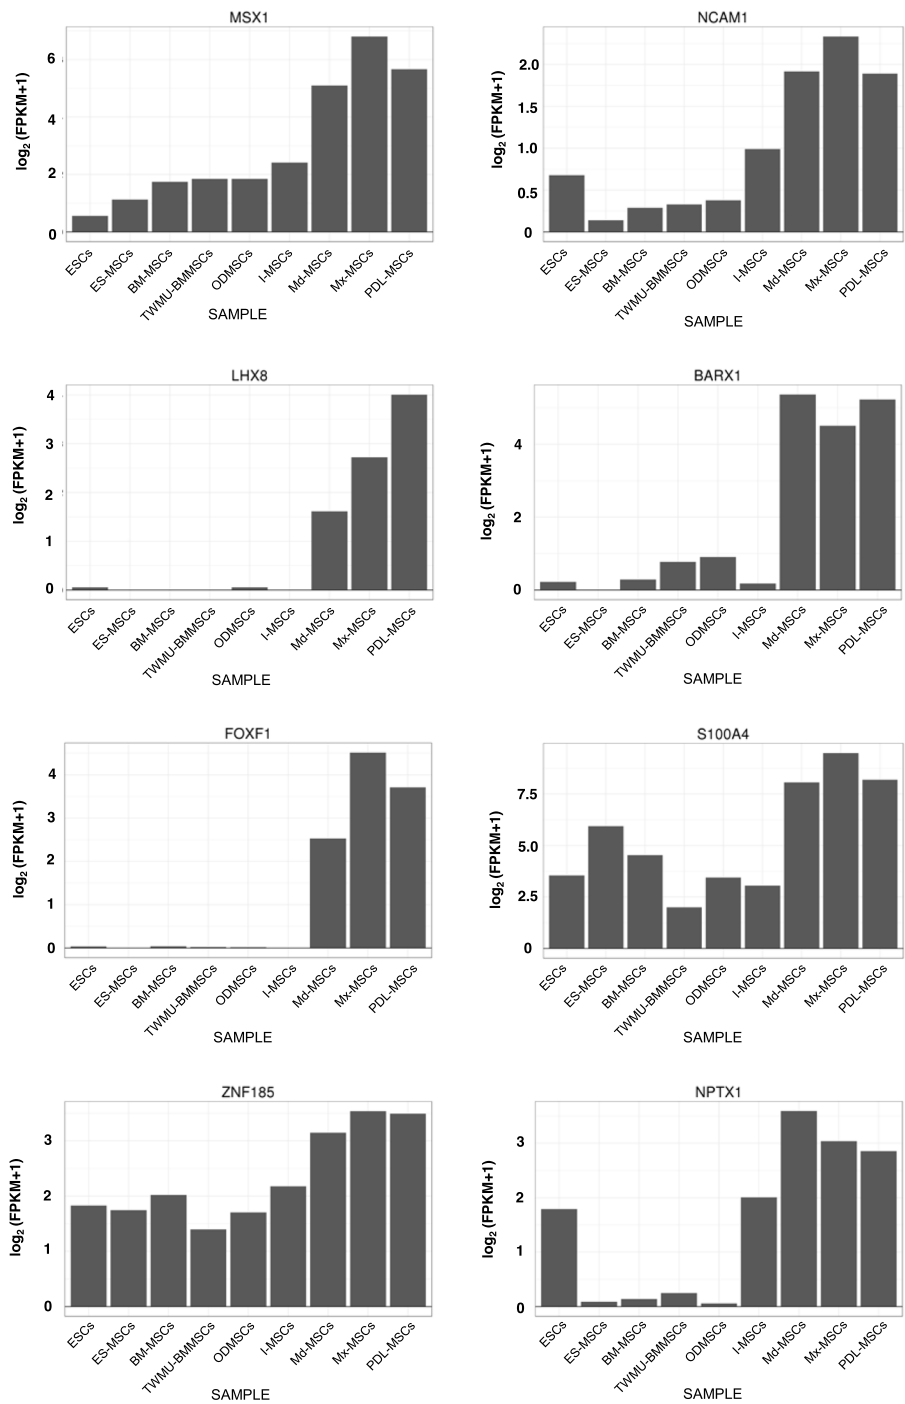 MSX1
log2 (FPKM+1)
6
4
2
0
ESCs
ES-MSCs
BM-MSCs
TWMU-BMMSCs
ODMSCs
I-MSCs
Md-MSCs
Mx-MSCs
PDL-MSCs
SAMPLE
NCAM1
log2 (FPKM+1)
2.0
1.5
1.0
0.5
0
ESCs
ES-MSCs
BM-MSCs
TWMU-BMMSCs
ODMSCs
I-MSCs
Md-MSCs
Mx-MSCs
PDL-MSCs
SAMPLE
LHX8
log2 (FPKM+1)
4
3
2
1
0
ESCs
ES-MSCs
BM-MSCs
TWMU-BMMSCs
ODMSCs
I-MSCs
Md-MSCs
Mx-MSCs
PDL-MSCs
SAMPLE
BARX1
log2 (FPKM+1)
4
2
0
ESCs
ES-MSCs
BM-MSCs
TWMU-BMMSCs
ODMSCs
I-MSCs
Md-MSCs
Mx-MSCs
PDL-MSCs
SAMPLE
FOXF1
log2 (FPKM+1)
4
3
2
1
0
ESCs
ES-MSCs
BM-MSCs
TWMU-BMMSCs
ODMSCs
I-MSCs
Md-MSCs
Mx-MSCs
PDL-MSCs
SAMPLE
S100A4
log2 (FPKM+1)
7.5
5.0
2.5
0
ESCs
ES-MSCs
BM-MSCs
TWMU-BMMSCs
ODMSCs
I-MSCs
Md-MSCs
Mx-MSCs
PDL-MSCs
SAMPLE
ZNF185
log2 (FPKM+1)
3
2
1
0
ESCs
ES-MSCs
BM-MSCs
TWMU-BMMSCs
ODMSCs
I-MSCs
Md-MSCs
Mx-MSCs
PDL-MSCs
SAMPLE
NPTX1
log2 (FPKM+1)
3
2
1
0
ESCs
ES-MSCs
BM-MSCs
TWMU-BMMSCs
ODMSCs
I-MSCs
Md-MSCs
Mx-MSCs
PDL-MSCs
SAMPLE